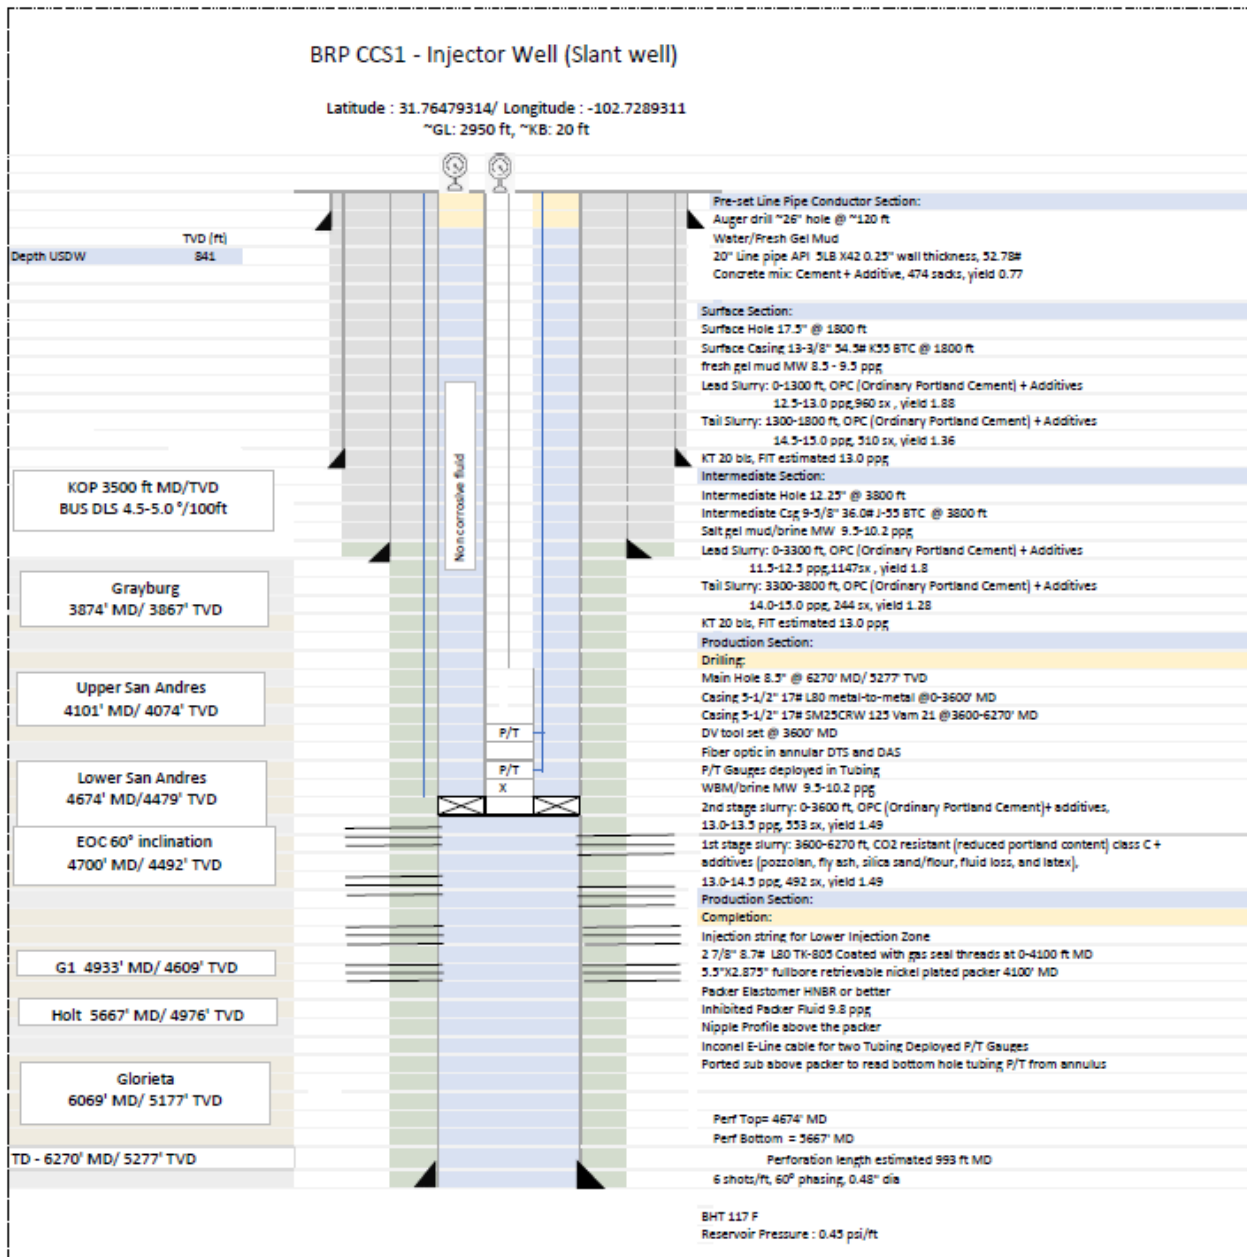 BRP CCS1 - Injector Well (Slant well)
Latitude : 31.76479314/ Longitude : -102.7289311
~GL: 2950 ft, ~KB: 20 ft
TVD (ft)
Depth USDW 841
KOP 3500 ft MD/TVD
BUS DLS 4.5-5.0 °/100ft
Grayburg
3874' MD/ 3867' TVD
Upper San Andres
4101' MD/ 4074' TVD
Lower San Andres
4674' MD/4479' TVD
EOC 60° inclination
4700' MD/ 4492' TVD
G1 4933' MD/ 4609' TVD
Holt 5667' MD/ 4976' TVD
Glorieta
6069' MD/ 5177' TVD
TD - 6270' MD/ 5277' TVD
Noncorrosive fluid
P/T
P/T
X
Pre-set Line Pipe Conductor Section:
Auger drill ~26" hole @ ~120 ft
Water/Fresh Gel Mud
20" Line pipe API 5LB X42 0.25" wall thickness, 52.78#
Concrete mix: Cement + Additive, 474 sacks, yield 0.77
Surface Section:
Surface Hole 17.5" @ 1800 ft
Surface Casing 13-3/8" 54.5# K55 BTC @ 1800 ft
fresh gel mud MW 8.5 - 9.5 ppg
Lead Slurry: 0-1300 ft, OPC (Ordinary Portland Cement) + Additives
12.5-13.0 ppg,960 sx , yield 1.88
Tail Slurry: 1300-1800 ft, OPC (Ordinary Portland Cement) + Additives
14.5-15.0 ppg, 510 sx, yield 1.36
KT 20 bls, FIT estimated 13.0 ppg
Intermediate Section:
Intermediate Hole 12.25" @ 3800 ft
Intermediate Csg 9-5/8" 36.0# J-55 BTC @ 3800 ft
Salt gel mud/brine MW 9.5-10.2 ppg
Lead Slurry: 0-3300 ft, OPC (Ordinary Portland Cement) + Additives
11.5-12.5 ppg,1147sx , yield 1.8
Tail Slurry: 3300-3800 ft, OPC (Ordinary Portland Cement) + Additives
14.0-15.0 ppg, 244 sx, yield 1.28
KT 20 bls, FIT estimated 13.0 ppg
Production Section:
Drilling:
Main Hole 8.5" @ 6270' MD/ 5277' TVD
Casing 5-1/2" 17# L80 metal-to-metal @0-3600' MD
Casing 5-1/2" 17# SM25CRW 125 Vam 21 @3600-6270' MD
DV tool set @ 3600' MD
Fiber optic in annular DTS and DAS
P/T Gauges deployed in Tubing
WBM/brine MW 9.5-10.2 ppg
2nd stage slurry: 0-3600 ft, OPC (Ordinary Portland Cement)+ additives,
13.0-13.5 ppg, 553 sx, yield 1.49
1st stage slurry: 3600-6270 ft, CO2 resistant (reduced portland content) class C +
additives (pozzolan, fly ash, silica sand/flour, fluid loss, and latex),
13.0-14.5 ppg, 492 sx, yield 1.49
Production Section:
Completion:
Injection string for Lower Injection Zone
2 7/8" 8.7# L80 TK-805 Coated with gas seal threads at 0-4100 ft MD
5.5"X2.875" fullbore retrievable nickel plated packer 4100' MD
Packer Elastomer HNBR or better
Inhibited Packer Fluid 9.8 ppg
Nipple Profile above the packer
Inconel E-Line cable for two Tubing Deployed P/T Gauges
Ported sub above packer to read bottom hole tubing P/T from annulus
Perf Top= 4674' MD
Perf Bottom = 5667' MD
Perforation length estimated 993 ft MD
6 shots/ft, 60° phasing, 0.48" dia
BHT 117 F
Reservoir Pressure : 0.45 psi/ft